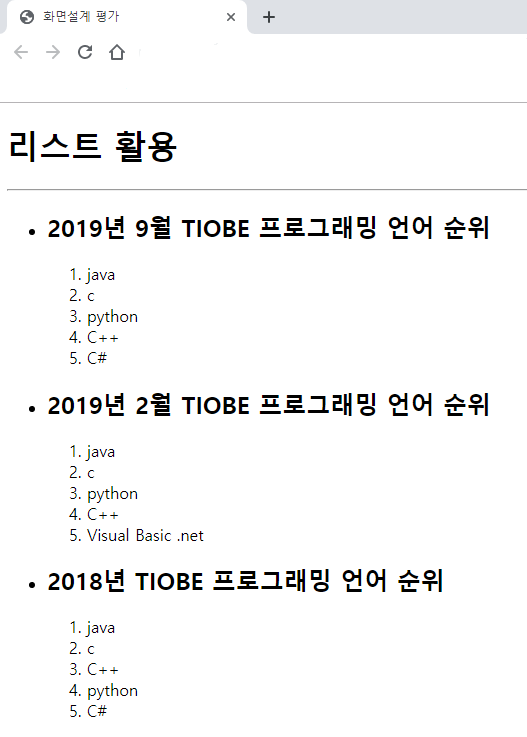 화면설계 평가
리스트 활용
2019년 9월 TIOBE 프로그래밍 언어 순위
1. java
2. c
3. python
4. C++
5. C#
2019년 2월 TIOBE 프로그래밍 언어 순위
1. java
2. c
3. python
4. C++
5. Visual Basic .net
2018년 TIOBE 프로그래밍 언어 순위
1. java
2. c
3. C++
4. python
5. C#